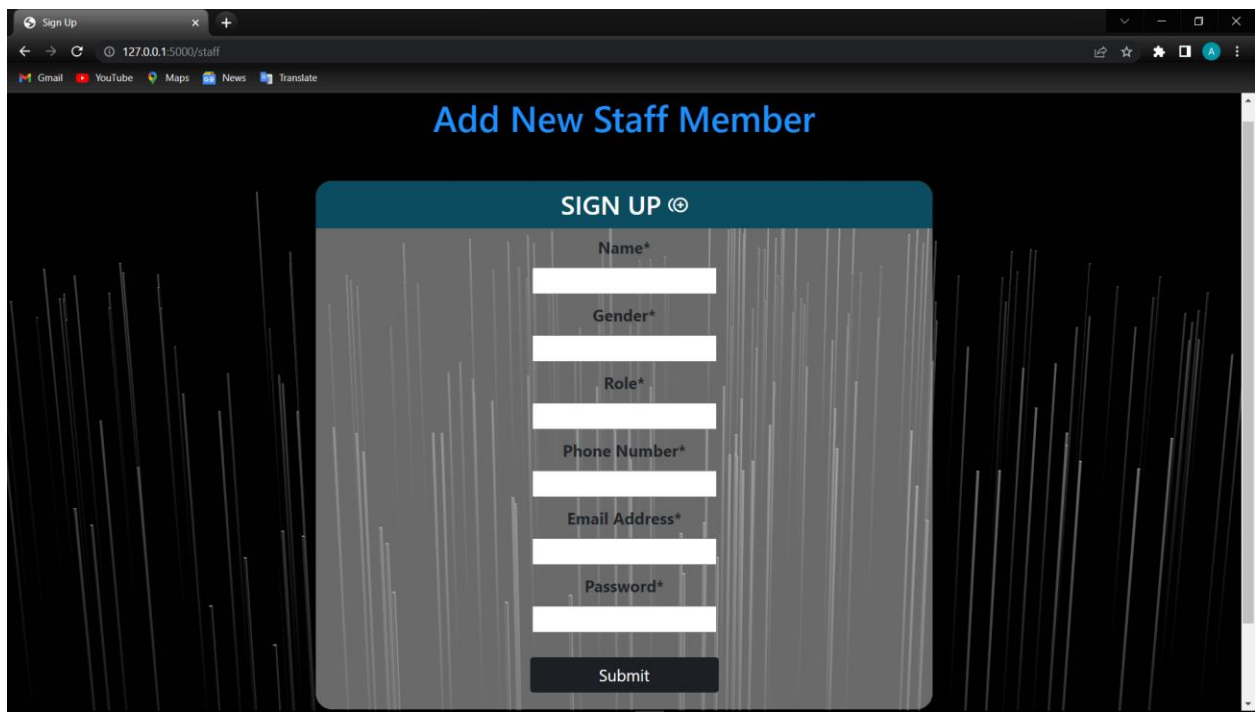 Sign Up
127.0.0.1:5000/staff
A
Gmail YouTube Maps News Translate
Add New Staff Member
SIGN UP
Name*
Gender*
Role*
Phone Number*
Email Address*
Password*
Submit